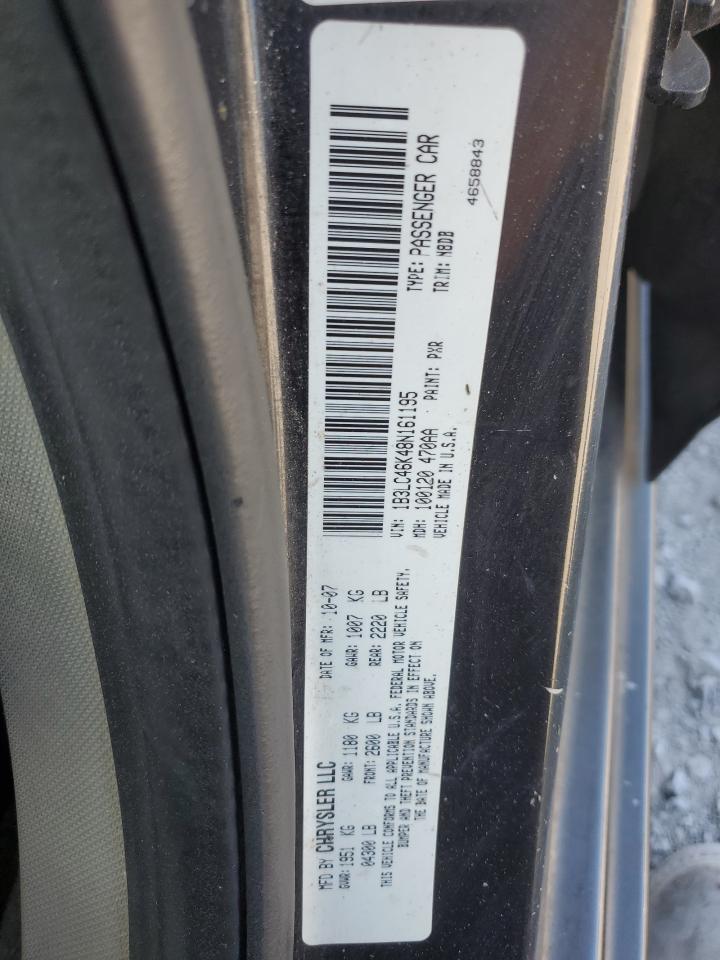 MFD BY CHRYSLER LLC DATE OF MFR: 10-07
GVWR: 1951 KG GAWR: 1180 KG GAWR: 1007 KG
04300 LB FRONT: 2600 LB REAR: 2220 LB
THIS VEHICLE CONFORMS TO ALL APPLICABLE U.S.A. FEDERAL MOTOR VEHICLE SAFETY,
BUMPER AND THEFT PREVENTION STANDARDS IN EFFECT ON
THE DATE OF MANUFACTURE SHOWN ABOVE.
VIN: 1B3LC46K48N161195 TYPE: PASSENGER CAR
MDH: 100120 470AA PAINT: PXR TRIM: N8DB
VEHICLE MADE IN U.S.A.
4658843